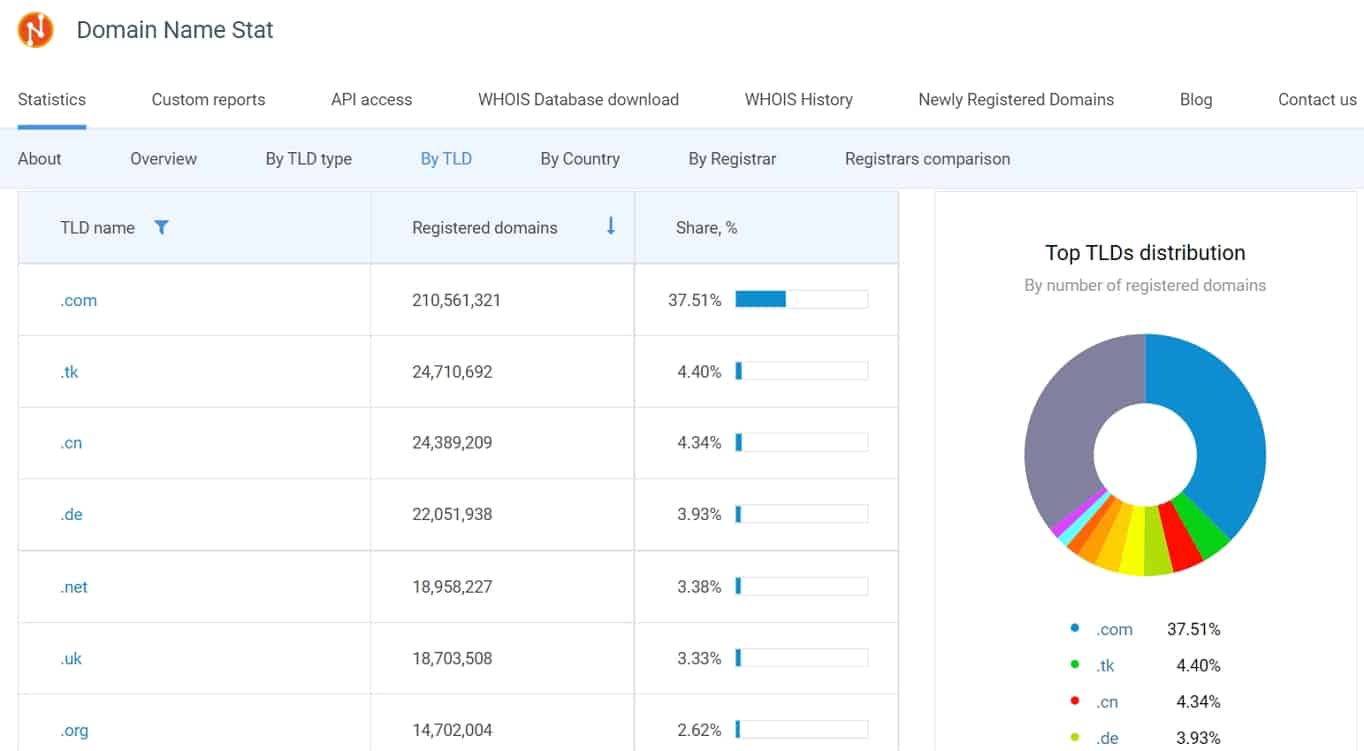 Domain Name Stat
Statistics Custom reports API access WHOIS Database download WHOIS History Newly Registered Domains Blog Contact us
About Overview By TLD type By TLD By Country By Registrar Registrars comparison
TLD name Registered domains Share, %
.com 210,561,321 37.51%
.tk 24,710,692 4.40%
.cn 24,389,209 4.34%
.de 22,051,938 3.93%
.net 18,958,227 3.38%
.uk 18,703,508 3.33%
.org 14,702,004 2.62%
Top TLDs distribution
By number of registered domains
.com 37.51%
.tk 4.40%
.cn 4.34%
.de 3.93%